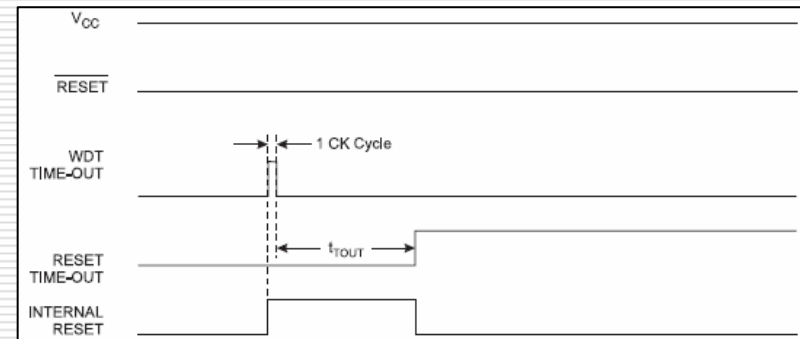 VCC
RESET
1 CK Cycle
WDT
TIME-OUT
tTOUT
RESET
TIME-OUT
INTERNAL
RESET